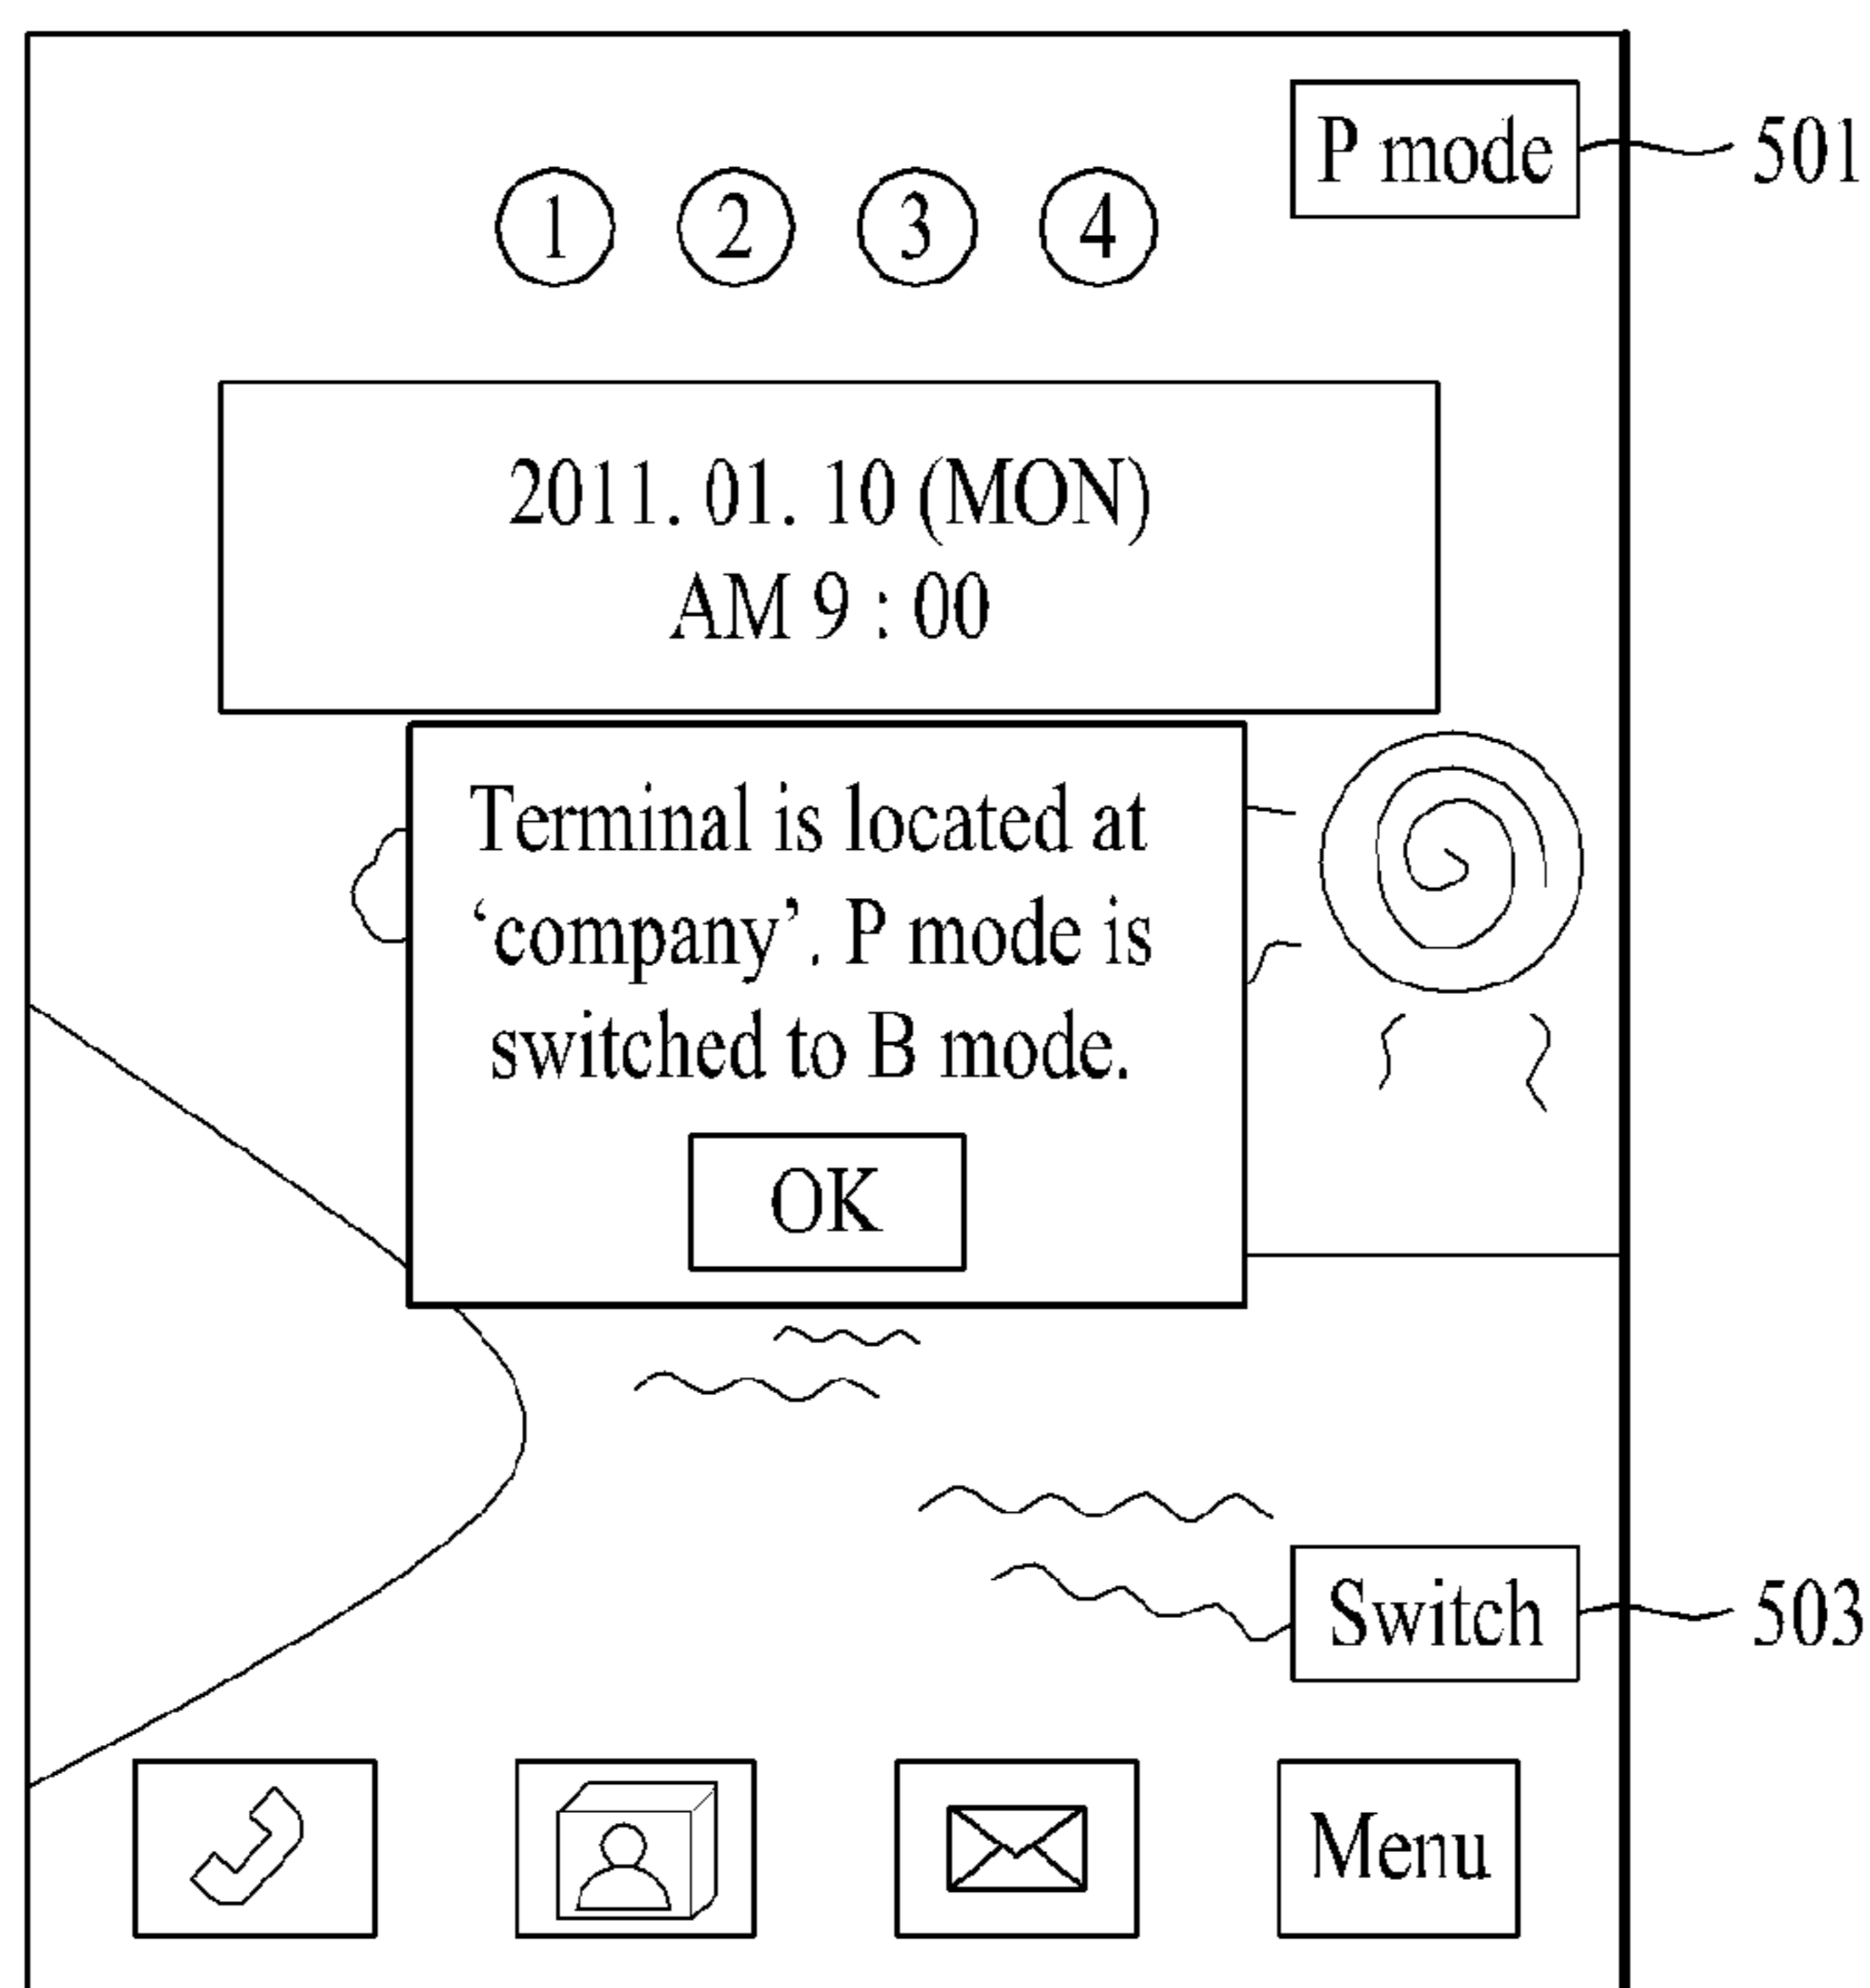 P mode
501
1 2 3 4
2011. 01. 10 (MON)
AM 9 : 00
Terminal is located at
‘company’. P mode is
switched to B mode.
OK
Switch
503
Menu